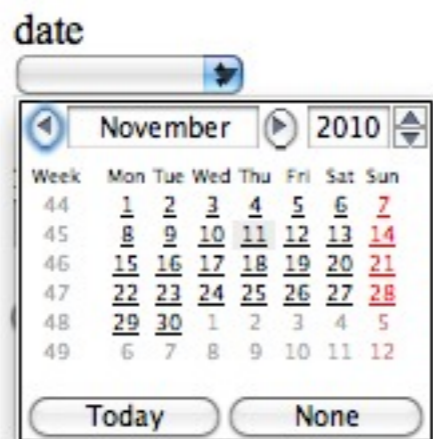 date
November 2010
Week Mon Tue Wed Thu Fri Sat Sun
44 1 2 3 4 5 6 7
45 8 9 10 11 12 13 14
46 15 16 17 18 19 20 21
47 22 23 24 25 26 27 28
48 29 30 1 2 3 4 5
49 6 7 8 9 10 11 12
Today None